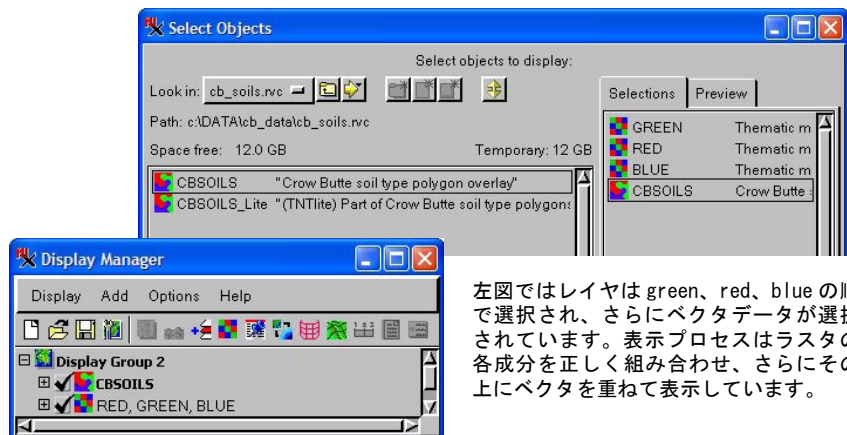 Select Objects
Select objects to display:
Look in: cb_soils.rvc
Selections Preview
Path: c:\DATA\cb_data\cb_soils.rvc
Space free: 12.0 GB Temporary: 12 GB
GREEN Thematic m
RED Thematic m
BLUE Thematic m
CBSOILS Crow Butte
CBSOILS "Crow Butte soil type polygon overlay"
CBSOILS_Lite "(TNTlite) Part of Crow Butte soil type polygons
Display Manager
Display Add Options Help
Display Group 2
CBSOILS
RED, GREEN, BLUE
左図ではレイヤは green、red、blue の
で選択され、さらにベクタデータが選
されています。表示プロセスはラスタの
各成分を正しく組み合わせ、さらにその
上にベクタを重ねて表示しています。